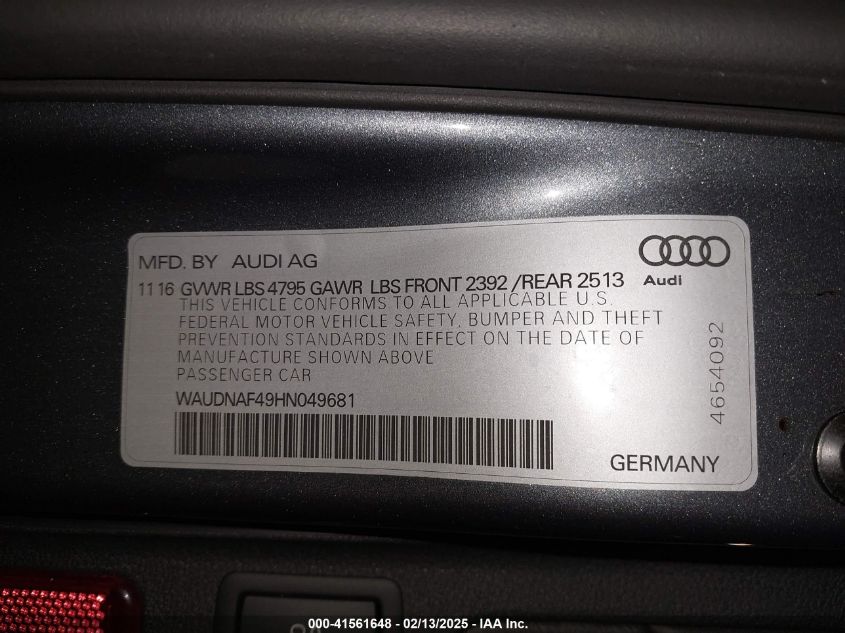 MFD. BY AUDI AG
Audi
11 16 GVWR LBS 4795 GAWR LBS FRONT 2392 /REAR 2513
THIS VEHICLE CONFORMS TO ALL APPLICABLE U.S.
FEDERAL MOTOR VEHICLE SAFETY, BUMPER AND THEFT
PREVENTION STANDARDS IN EFFECT ON THE DATE OF
MANUFACTURE SHOWN ABOVE
PASSENGER CAR
WAUDNAF49HN049681
4654092
GERMANY
000-41561648 - 02/13/2025 - IAA Inc.